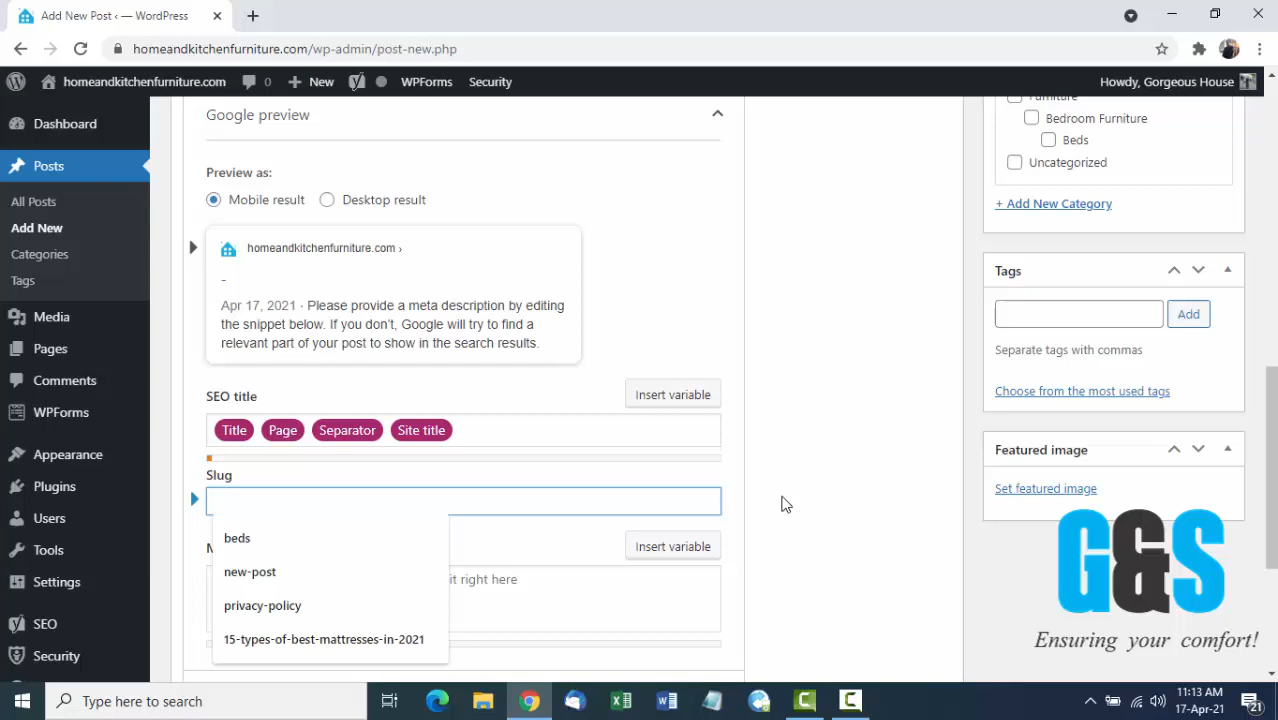 Add New Post ‹ — WordPress
homeandkitchenfurniture.com/wp-admin/post-new.php
homeandkitchenfurniture.com
0
New
WPForms
Security
Howdy, Gorgeous House
Dashboard
Posts
All Posts
Add New
Categories
Tags
Media
Pages
Comments
WPForms
Appearance
Plugins
Users
Tools
Settings
SEO
Security
Google preview
Preview as:
Mobile result
Desktop result
homeandkitchenfurniture.com ›
-
Apr 17, 2021 · Please provide a meta description by editing
the snippet below. If you don't, Google will try to find a
relevant part of your post to show in the search results.
SEO title
Insert variable
Title
Page
Separator
Site title
Slug
beds
new-post
privacy-policy
15-types-of-best-mattresses-in-2021
Insert variable
it right here
Furniture
Bedroom Furniture
Beds
Uncategorized
+ Add New Category
Tags
Add
Separate tags with commas
Choose from the most used tags
Featured image
Set featured image
G&S
Ensuring your comfort!
Type here to search
11:13 AM
17-Apr-21
21